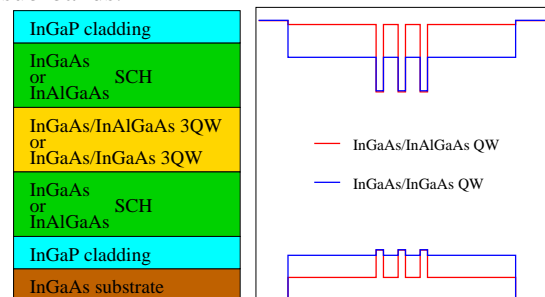 InGaP cladding
InGaAs
or SCH
InAlGaAs
InGaAs/InAlGaAs 3QW
or
InGaAs/InGaAs 3QW
InGaAs
or SCH
InAlGaAs
InGaP cladding
InGaAs substrate
InGaAs/InAlGaAs QW
InGaAs/InGaAs QW